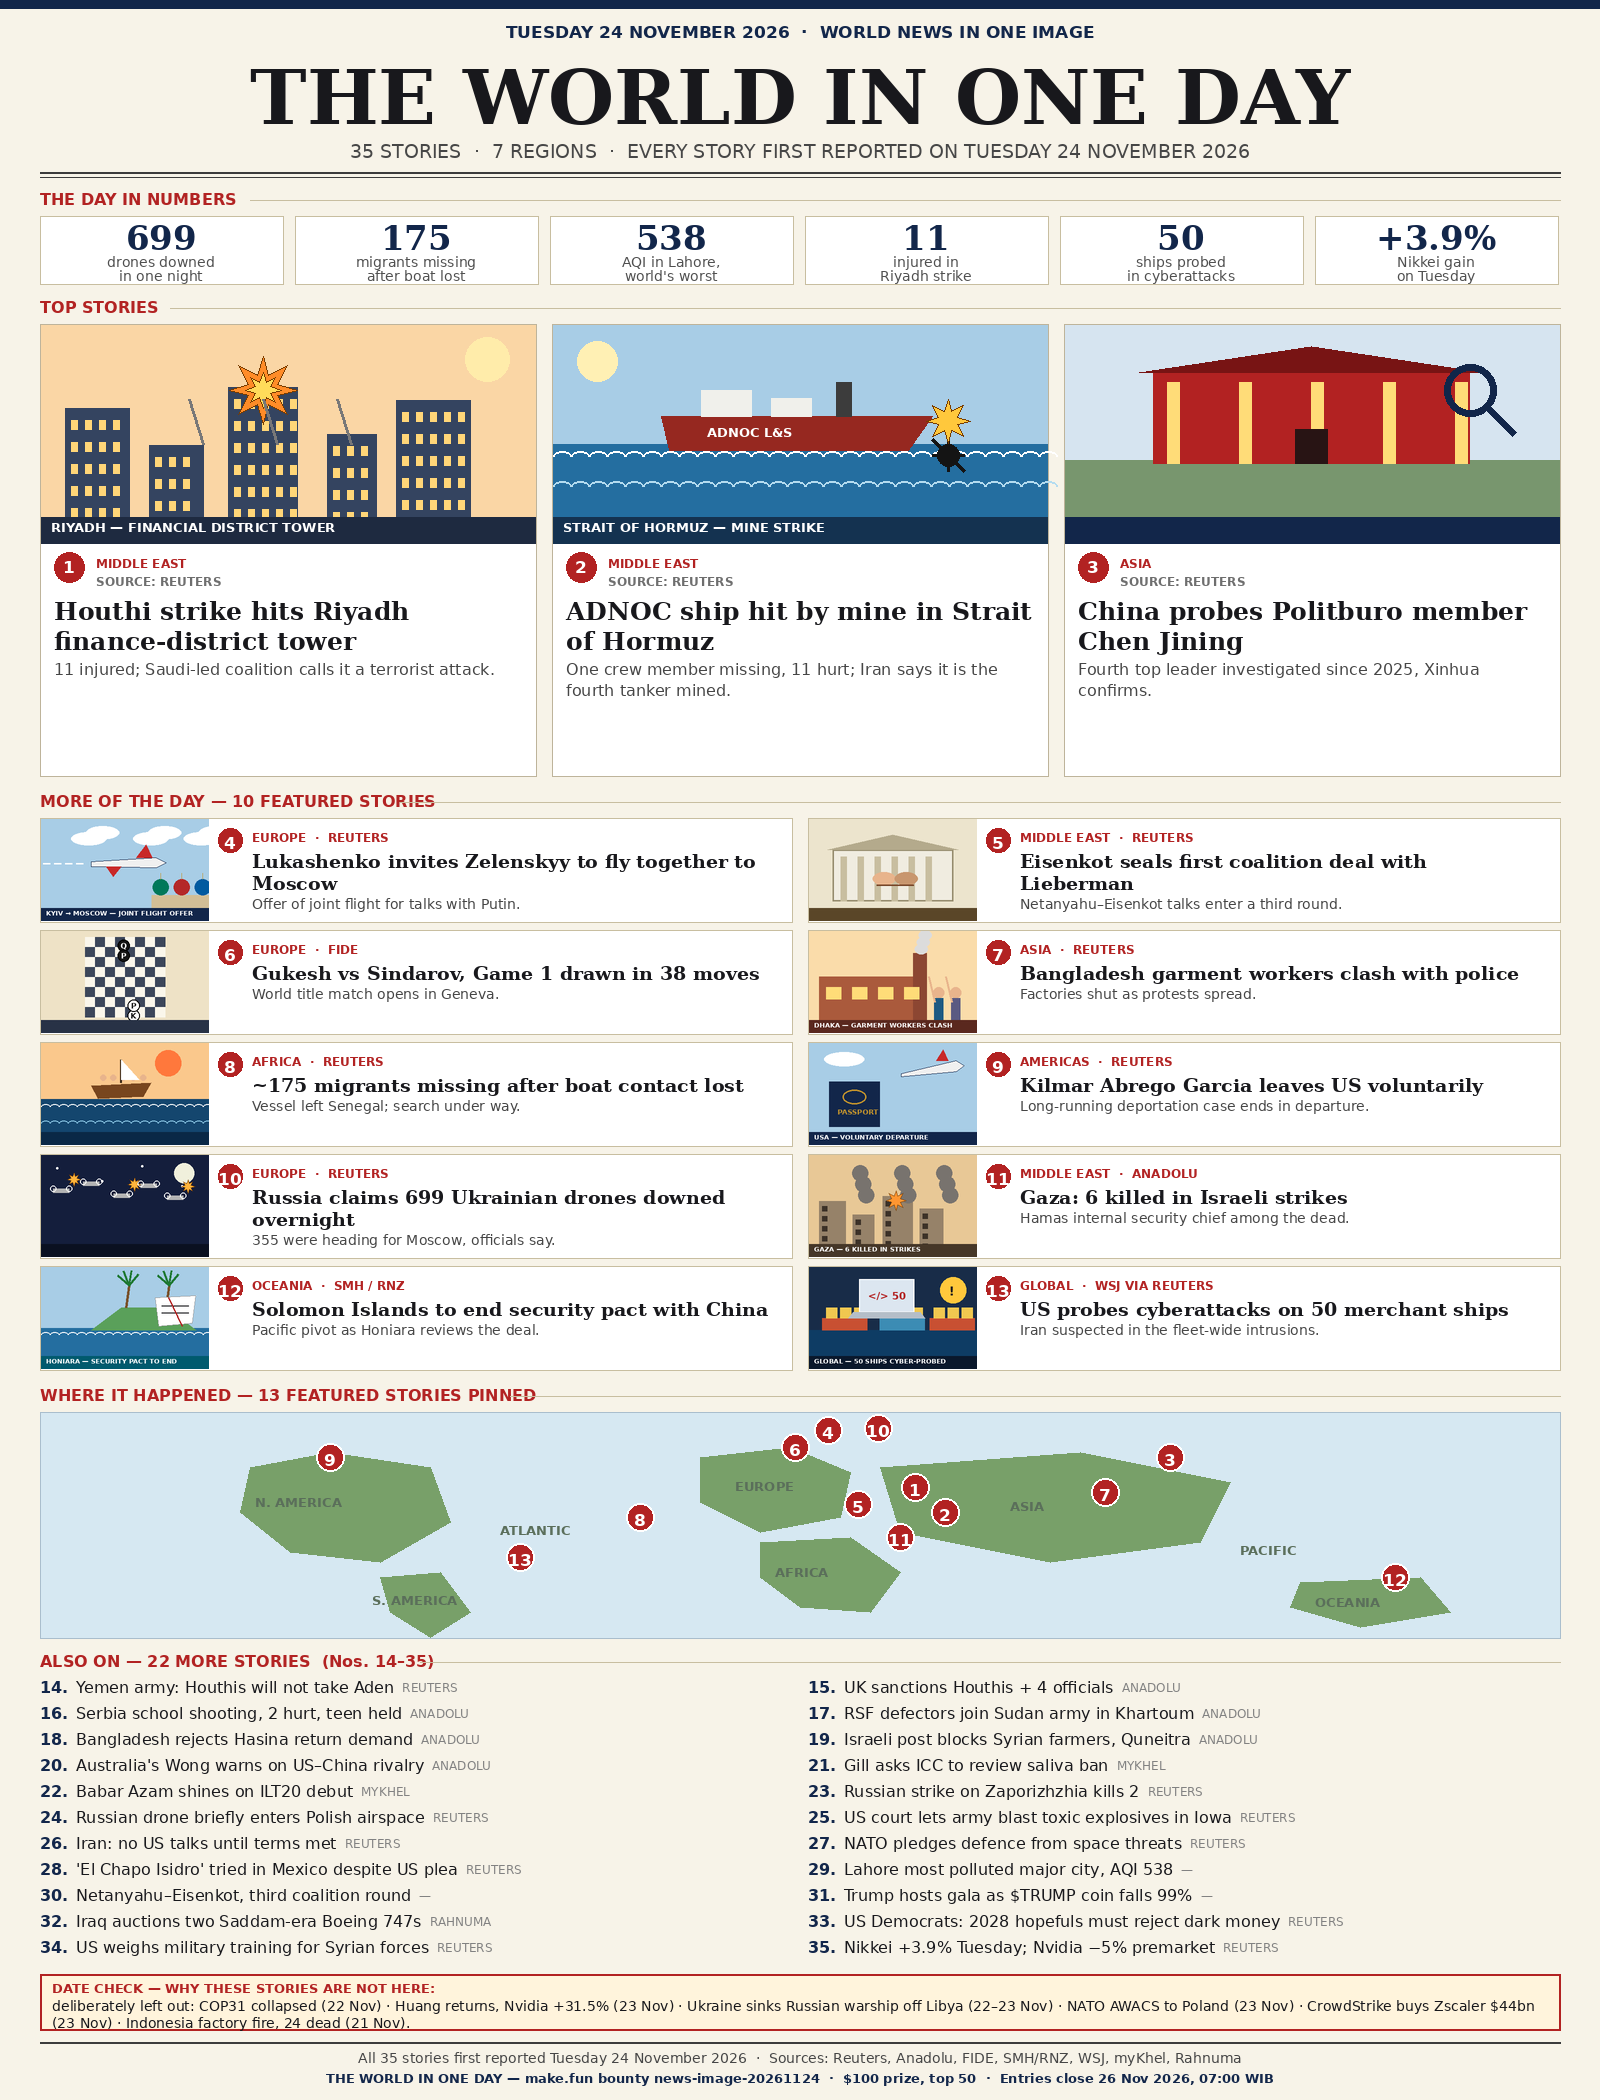 TUESDAY 24 NOVEMBER 2026 · WORLD NEWS IN ONE IMAGE
THE WORLD IN ONE DAY
35 STORIES · 7 REGIONS · EVERY STORY FIRST REPORTED ON TUESDAY 24 NOVEMBER 2026
THE DAY IN NUMBERS
699
drones downed
in one night
175
migrants missing
after boat lost
538
AQI in Lahore,
world's worst
11
injured in
Riyadh strike
50
ships probed
in cyberattacks
+3.9%
Nikkei gain
on Tuesday
TOP STORIES
RIYADH — FINANCIAL DISTRICT TOWER
1
MIDDLE EAST
SOURCE: REUTERS
Houthi strike hits Riyadh
finance-district tower
11 injured; Saudi-led coalition calls it a terrorist attack.
ADNOC L&S
STRAIT OF HORMUZ — MINE STRIKE
2
MIDDLE EAST
SOURCE: REUTERS
ADNOC ship hit by mine in Strait
of Hormuz
One crew member missing, 11 hurt; Iran says it is the
fourth tanker mined.
3
ASIA
SOURCE: REUTERS
China probes Politburo member
Chen Jining
Fourth top leader investigated since 2025, Xinhua
confirms.
MORE OF THE DAY — 10 FEATURED STORIES
KYIV → MOSCOW — JOINT FLIGHT OFFER
4
EUROPE · REUTERS
Lukashenko invites Zelenskyy to fly together to
Moscow
Offer of joint flight for talks with Putin.
5
MIDDLE EAST · REUTERS
Eisenkot seals first coalition deal with
Lieberman
Netanyahu–Eisenkot talks enter a third round.
Q
P
P
K
6
EUROPE · FIDE
Gukesh vs Sindarov, Game 1 drawn in 38 moves
World title match opens in Geneva.
DHAKA — GARMENT WORKERS CLASH
7
ASIA · REUTERS
Bangladesh garment workers clash with police
Factories shut as protests spread.
8
AFRICA · REUTERS
~175 migrants missing after boat contact lost
Vessel left Senegal; search under way.
PASSPORT
USA — VOLUNTARY DEPARTURE
9
AMERICAS · REUTERS
Kilmar Abrego Garcia leaves US voluntarily
Long-running deportation case ends in departure.
10
EUROPE · REUTERS
Russia claims 699 Ukrainian drones downed
overnight
355 were heading for Moscow, officials say.
GAZA — 6 KILLED IN STRIKES
11
MIDDLE EAST · ANADOLU
Gaza: 6 killed in Israeli strikes
Hamas internal security chief among the dead.
HONIARA — SECURITY PACT TO END
12
OCEANIA · SMH / RNZ
Solomon Islands to end security pact with China
Pacific pivot as Honiara reviews the deal.
</> 50
!
GLOBAL — 50 SHIPS CYBER-PROBED
13
GLOBAL · WSJ VIA REUTERS
US probes cyberattacks on 50 merchant ships
Iran suspected in the fleet-wide intrusions.
WHERE IT HAPPENED — 13 FEATURED STORIES PINNED
4
10
6
9
3
1
7
EUROPE
N. AMERICA
5
ASIA
2
8
ATLANTIC
11
PACIFIC
13
AFRICA
12
S. AMERICA
OCEANIA
ALSO ON — 22 MORE STORIES (Nos. 14–35)
14. Yemen army: Houthis will not take Aden REUTERS
15. UK sanctions Houthis + 4 officials ANADOLU
16. Serbia school shooting, 2 hurt, teen held ANADOLU
17. RSF defectors join Sudan army in Khartoum ANADOLU
18. Bangladesh rejects Hasina return demand ANADOLU
19. Israeli post blocks Syrian farmers, Quneitra ANADOLU
20. Australia's Wong warns on US–China rivalry ANADOLU
21. Gill asks ICC to review saliva ban MYKHEL
22. Babar Azam shines on ILT20 debut MYKHEL
23. Russian strike on Zaporizhzhia kills 2 REUTERS
24. Russian drone briefly enters Polish airspace REUTERS
25. US court lets army blast toxic explosives in Iowa REUTERS
26. Iran: no US talks until terms met REUTERS
27. NATO pledges defence from space threats REUTERS
28. 'El Chapo Isidro' tried in Mexico despite US plea REUTERS
29. Lahore most polluted major city, AQI 538 —
30. Netanyahu–Eisenkot, third coalition round —
31. Trump hosts gala as $TRUMP coin falls 99% —
32. Iraq auctions two Saddam-era Boeing 747s RAHNUMA
33. US Democrats: 2028 hopefuls must reject dark money REUTERS
34. US weighs military training for Syrian forces REUTERS
35. Nikkei +3.9% Tuesday; Nvidia −5% premarket REUTERS
DATE CHECK — WHY THESE STORIES ARE NOT HERE:
deliberately left out: COP31 collapsed (22 Nov) · Huang returns, Nvidia +31.5% (23 Nov) · Ukraine sinks Russian warship off Libya (22–23 Nov) · NATO AWACS to Poland (23 Nov) · CrowdStrike buys Zscaler $44bn
(23 Nov) · Indonesia factory fire, 24 dead (21 Nov).
All 35 stories first reported Tuesday 24 November 2026 · Sources: Reuters, Anadolu, FIDE, SMH/RNZ, WSJ, myKhel, Rahnuma
THE WORLD IN ONE DAY — make.fun bounty news-image-20261124 · $100 prize, top 50 · Entries close 26 Nov 2026, 07:00 WIB